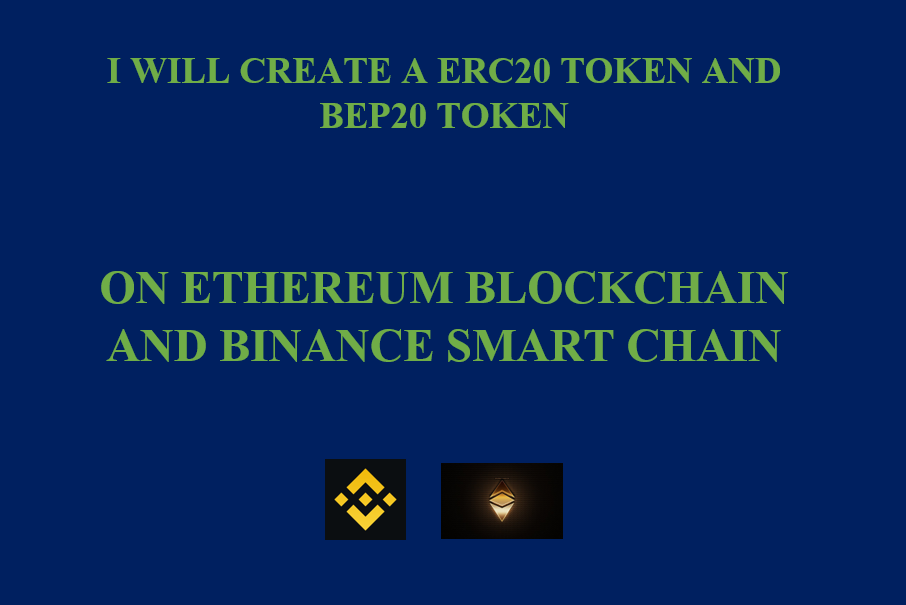 I WILL CREATE A ERC20 TOKEN AND
BEP20 TOKEN
ON ETHEREUM BLOCKCHAIN
AND BINANCE SMART CHAIN